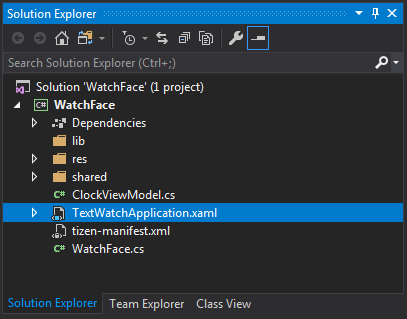 Solution Explorer
Search Solution Explorer (Ctrl+;)
Solution 'WatchFace' (1 project)
C# WatchFace
Dependencies
lib
res
shared
C# ClockViewModel.cs
TextWatchApplication.xaml
tizen-manifest.xml
C# WatchFace.cs
Solution Explorer Team Explorer Class View